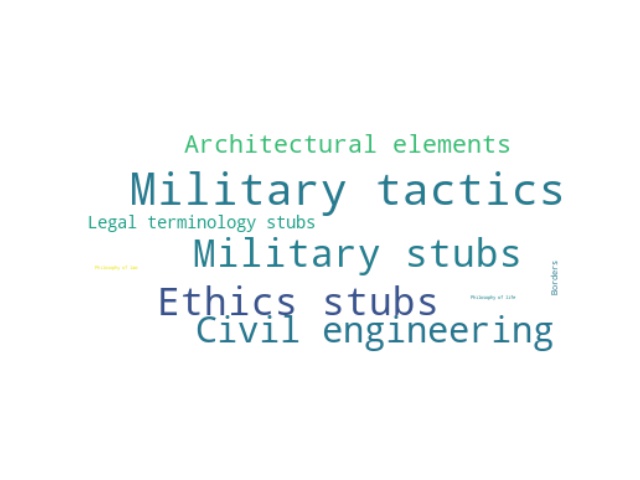 Architectural elements
Military tactics
Legal terminology stubs
Military stubs
Philosophy of law
Borders
Ethics stubs
Philosophy of life
Civil engineering